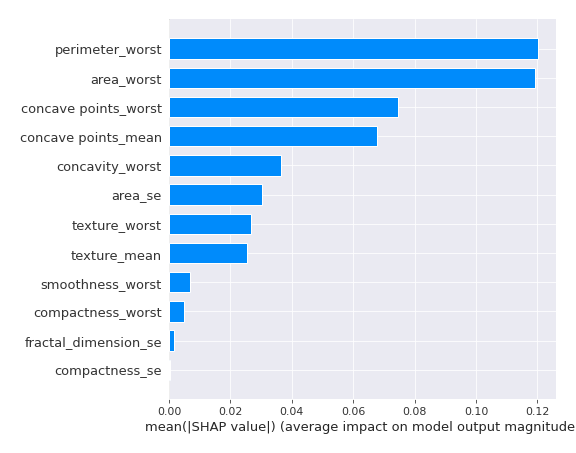 perimeter_worst
area_worst
concave points_worst
concave points_mean
concavity_worst
area_se
texture_worst
texture_mean
smoothness_worst
compactness_worst
fractal_dimension_se
compactness_se
0.00 0.02 0.04 0.06 0.08 0.10 0.12
mean(|SHAP value|) (average impact on model output magnitude